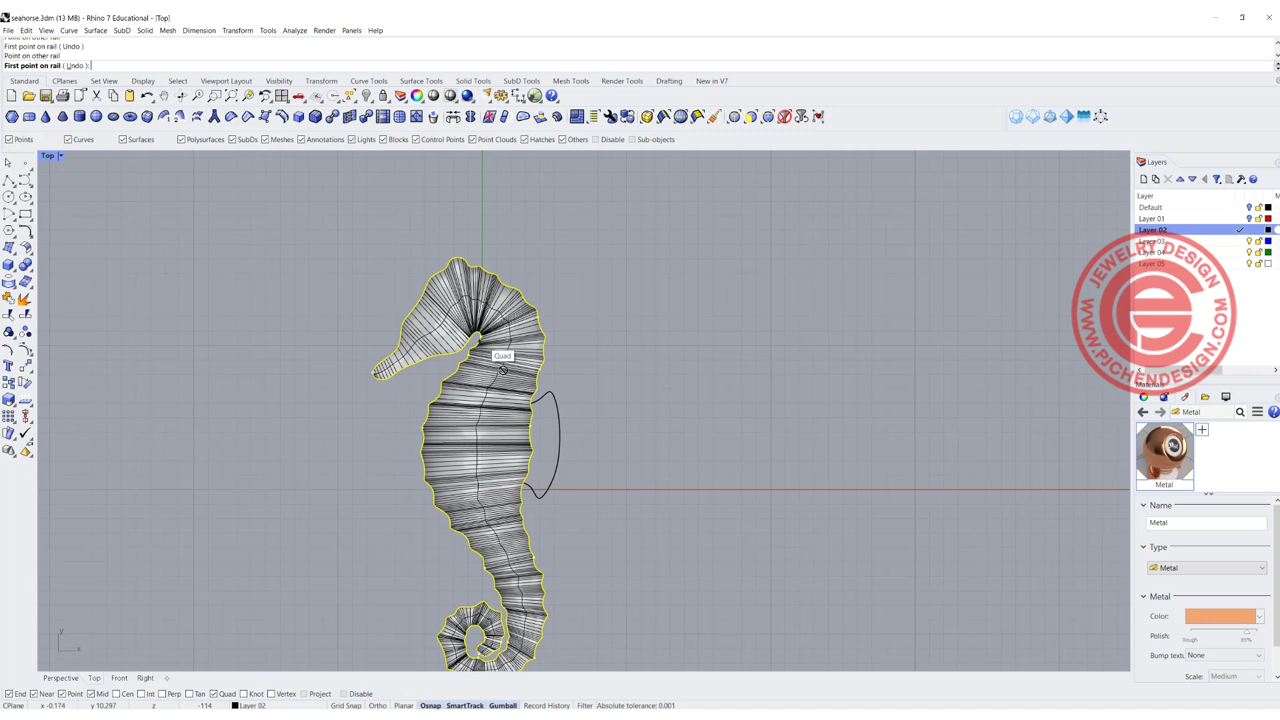 seahorse.3dm (13 MB) - Rhino 7 Educational - [Top]
File Edit View Curve Surface SubD Solid Mesh Dimension Transform Tools Analyze Render Panels Help
First point on rail ( Undo )
Point on other rail
First point on rail ( Undo ):
Standard CPlanes Set View Display Select Viewport Layout Visibility Transform Curve Tools Surface Tools Solid Tools SubD Tools Mesh Tools Render Tools Drafting New in V7
Points Curves Surfaces Polysurfaces SubDs Meshes Annotations Lights Blocks Control Points Point Clouds Hatches Others Disable Sub-objects
Top
Layers
Layer
Default
Layer 01
Layer 02
Layer 03
Layer 04
Layer 05
JEWELRY DESIGN
WWW.PJCHENDESIGN.COM
Quad
Materials
Metal
Metal
Name
Metal
Type
Metal
Metal
Color:
Polish:
Rough 85%
Bump text: None
Scale: Medium
y
x
Perspective Top Front Right
End Near Point Mid Cen Int Perp Tan Quad Knot Vertex Project Disable
CPlane x -0.174 y 10.297 z -114 Layer 02 Grid Snap Ortho Planar Osnap SmartTrack Gumball Record History Filter Absolute tolerance: 0.001